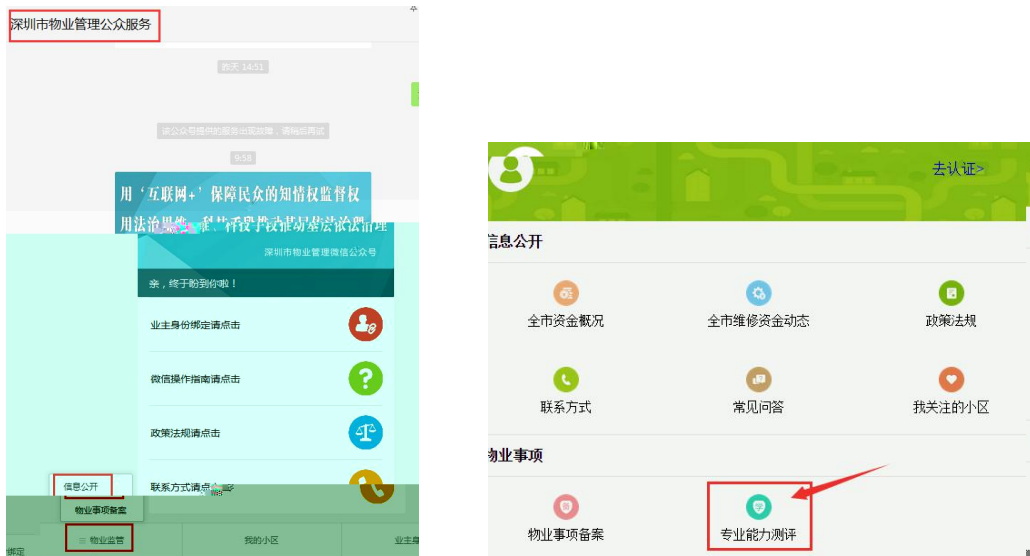 深圳市物业管理公众服务
昨天 14:51
该公众号提供的服务出现故障，请稍后再试
9:58
用‘互联网+’保障民众的知情权监督权
深圳市物业管理微信公众号
亲，终于盼到你啦！
业主身份绑定请点击
微信操作指南请点击
政策法规请点击
联系方式请点
信息公开
物业事项备案
物业监管
我的小区
绑定
去认证>
信息公开
全市资金概况
全市维修资金动态
政策法规
联系方式
常见问答
我关注的小区
物业事项
物业事项备案
专业能力测评